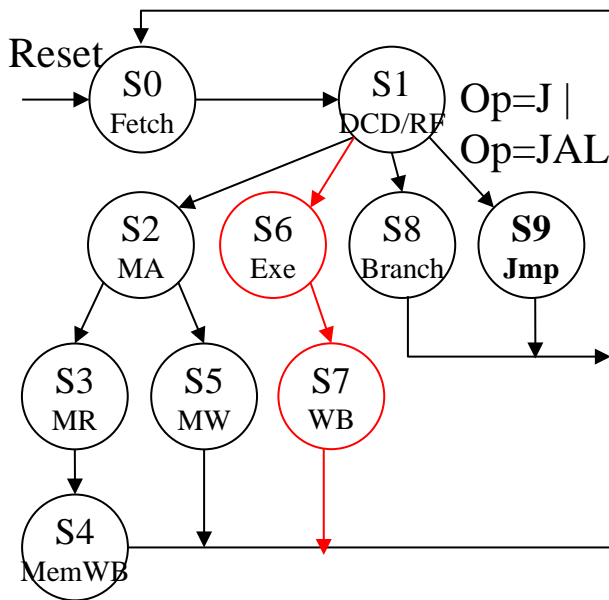 Reset
S0
Fetch
S1
DCD/RF
Op=J |
Op=JAL
S2
MA
S6
Exe
S8
Branch
S9
Jmp
S3
MR
S5
MW
S7
WB
S4
MemWB